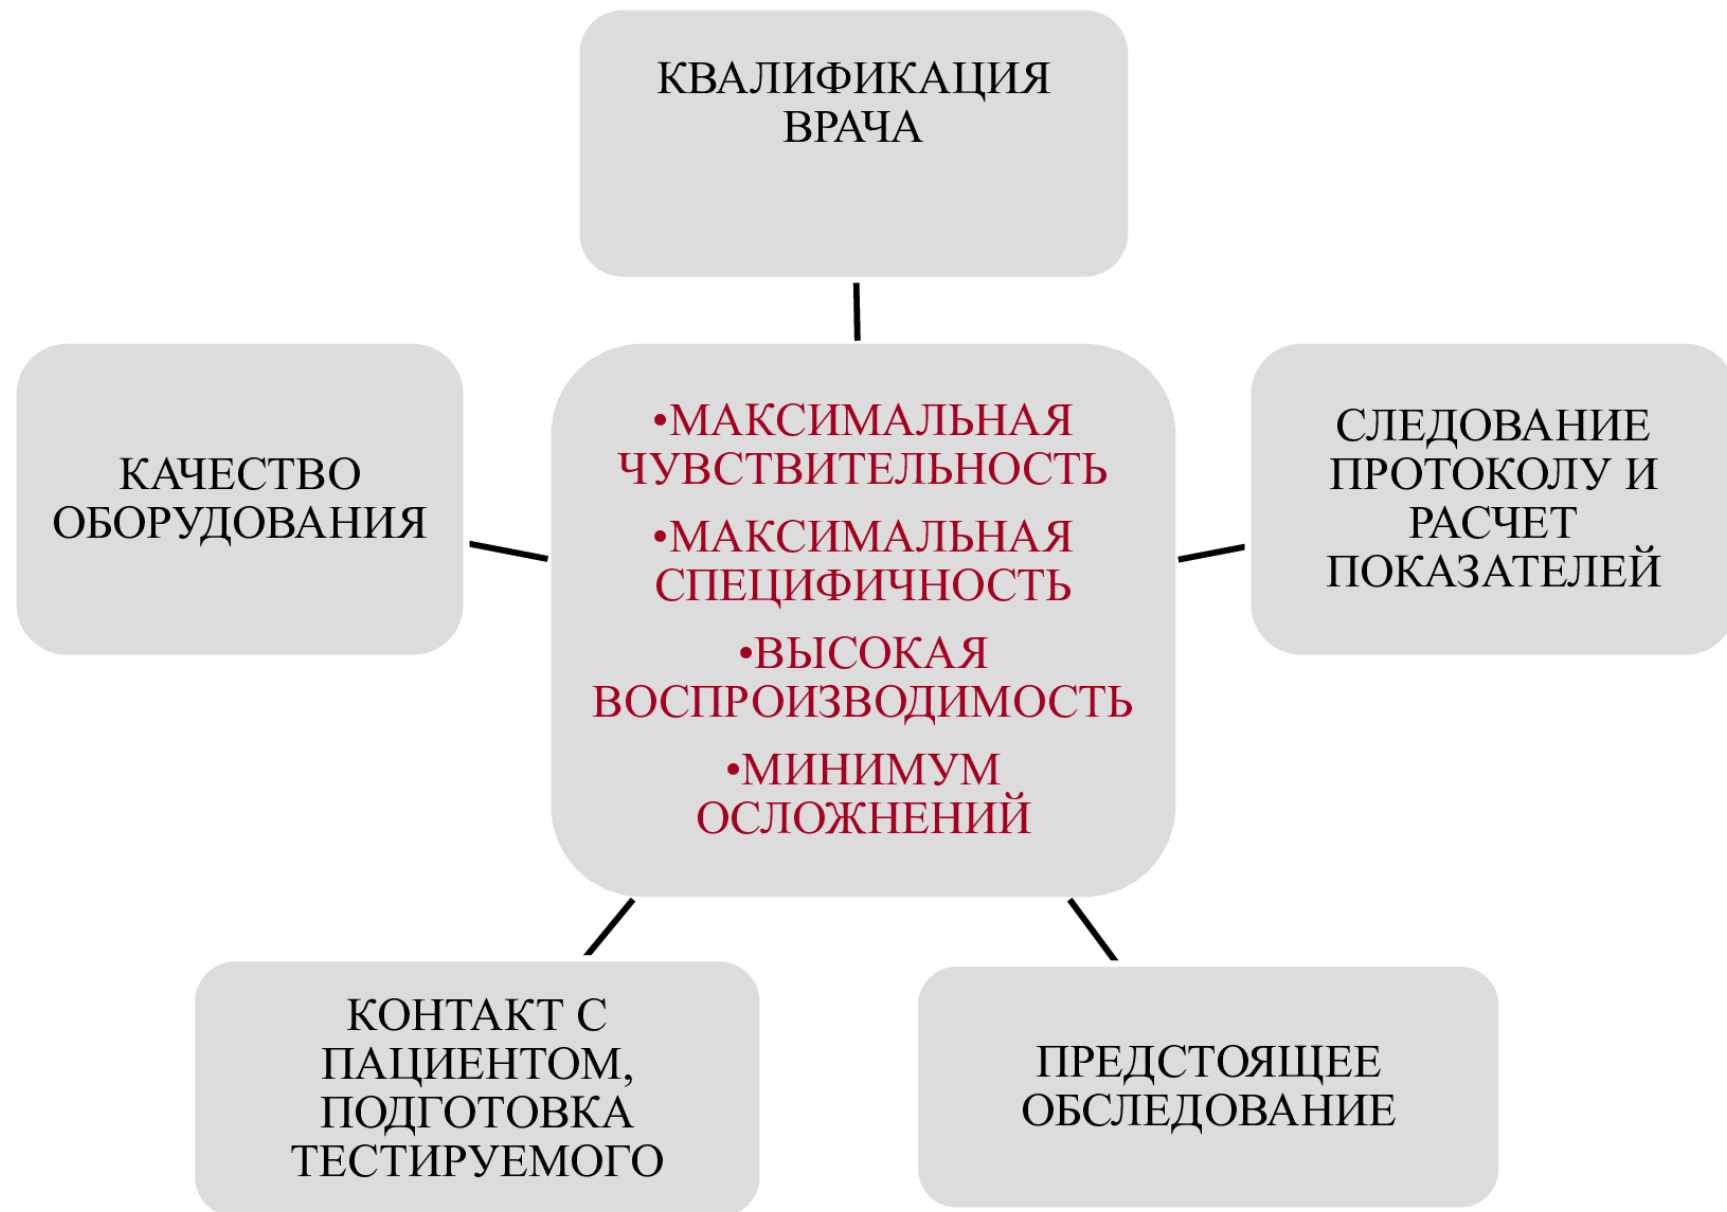 КВАЛИФИКАЦИЯ
ВРАЧА
КАЧЕСТВО
ОБОРУДОВАНИЯ
•МАКСИМАЛЬНАЯ
ЧУВСТВИТЕЛЬНОСТЬ
•МАКСИМАЛЬНАЯ
СПЕЦИФИЧНОСТЬ
•ВЫСОКАЯ
ВОСПРОИЗВОДИМОСТЬ
•МИНИМУМ
ОСЛОЖНЕНИЙ
СЛЕДОВАНИЕ
ПРОТОКОЛУ И
РАСЧЕТ
ПОКАЗАТЕЛЕЙ
КОНТАКТ С
ПАЦИЕНТОМ,
ПОДГОТОВКА
ТЕСТИРУЕМОГО
ПРЕДСТОЯЩЕЕ
ОБСЛЕДОВАНИЕ